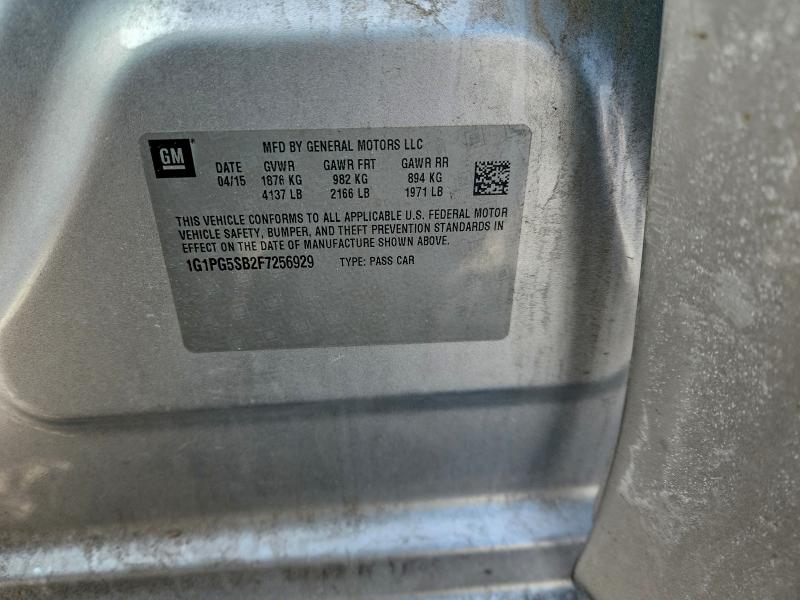 GM
MFD BY GENERAL MOTORS LLC
DATE GVWR GAWR FRT GAWR RR
04/15 1876 KG 982 KG 894 KG
4137 LB 2166 LB 1971 LB
THIS VEHICLE CONFORMS TO ALL APPLICABLE U.S. FEDERAL MOTOR
VEHICLE SAFETY, BUMPER, AND THEFT PREVENTION STANDARDS IN
EFFECT ON THE DATE OF MANUFACTURE SHOWN ABOVE.
1G1PG5SB2F7256929 TYPE: PASS CAR